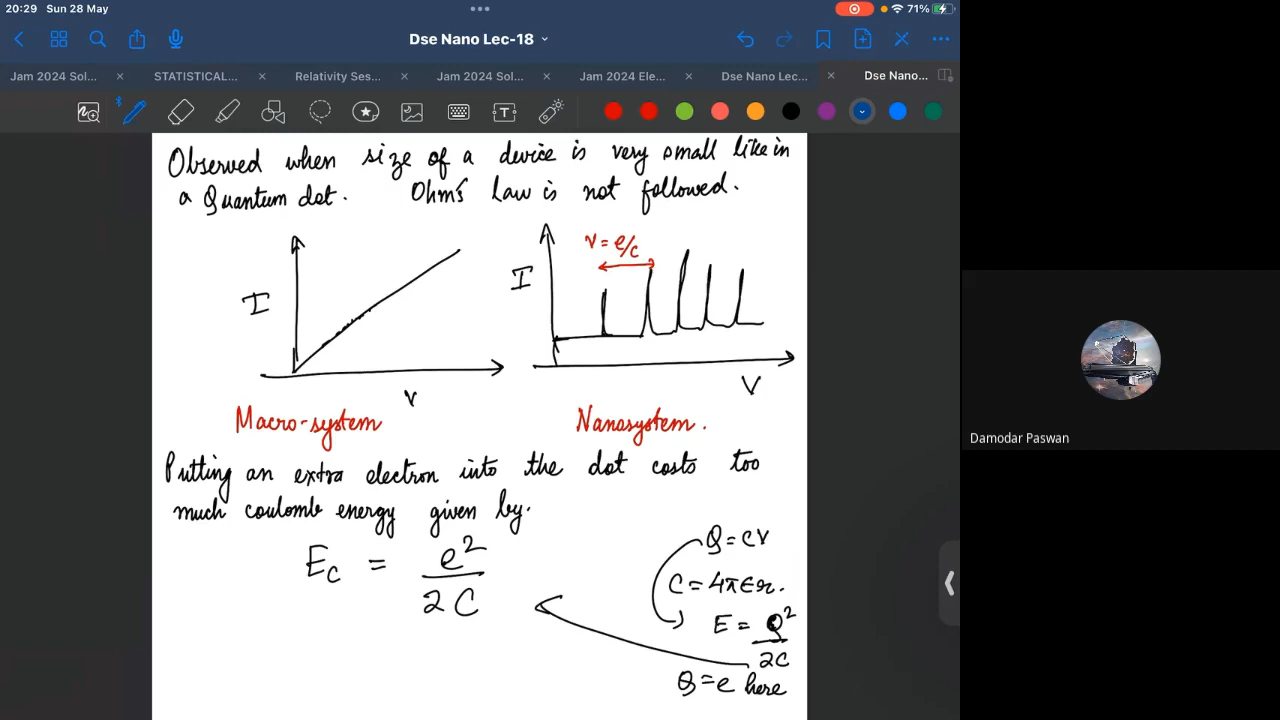 20:29 Sun 28 May
71%
Dse Nano Lec-18
Jam 2024 Sol...
STATISTICAL...
Relativity Ses...
Jam 2024 Sol...
Jam 2024 Ele...
Dse Nano Lec...
Dse Nano...
Observed when size of a device is very small like in
a Quantum dot. Ohm's Law is not followed.
I
V
I
V = e/c
V
Macro-system
Nanosystem.
Putting an extra electron into the dot costs too
much coulomb energy given by.
E_C = e²/2C
Q = CV
C = 4πεr.
E = Q²/2C
Q = e here
Damodar Paswan